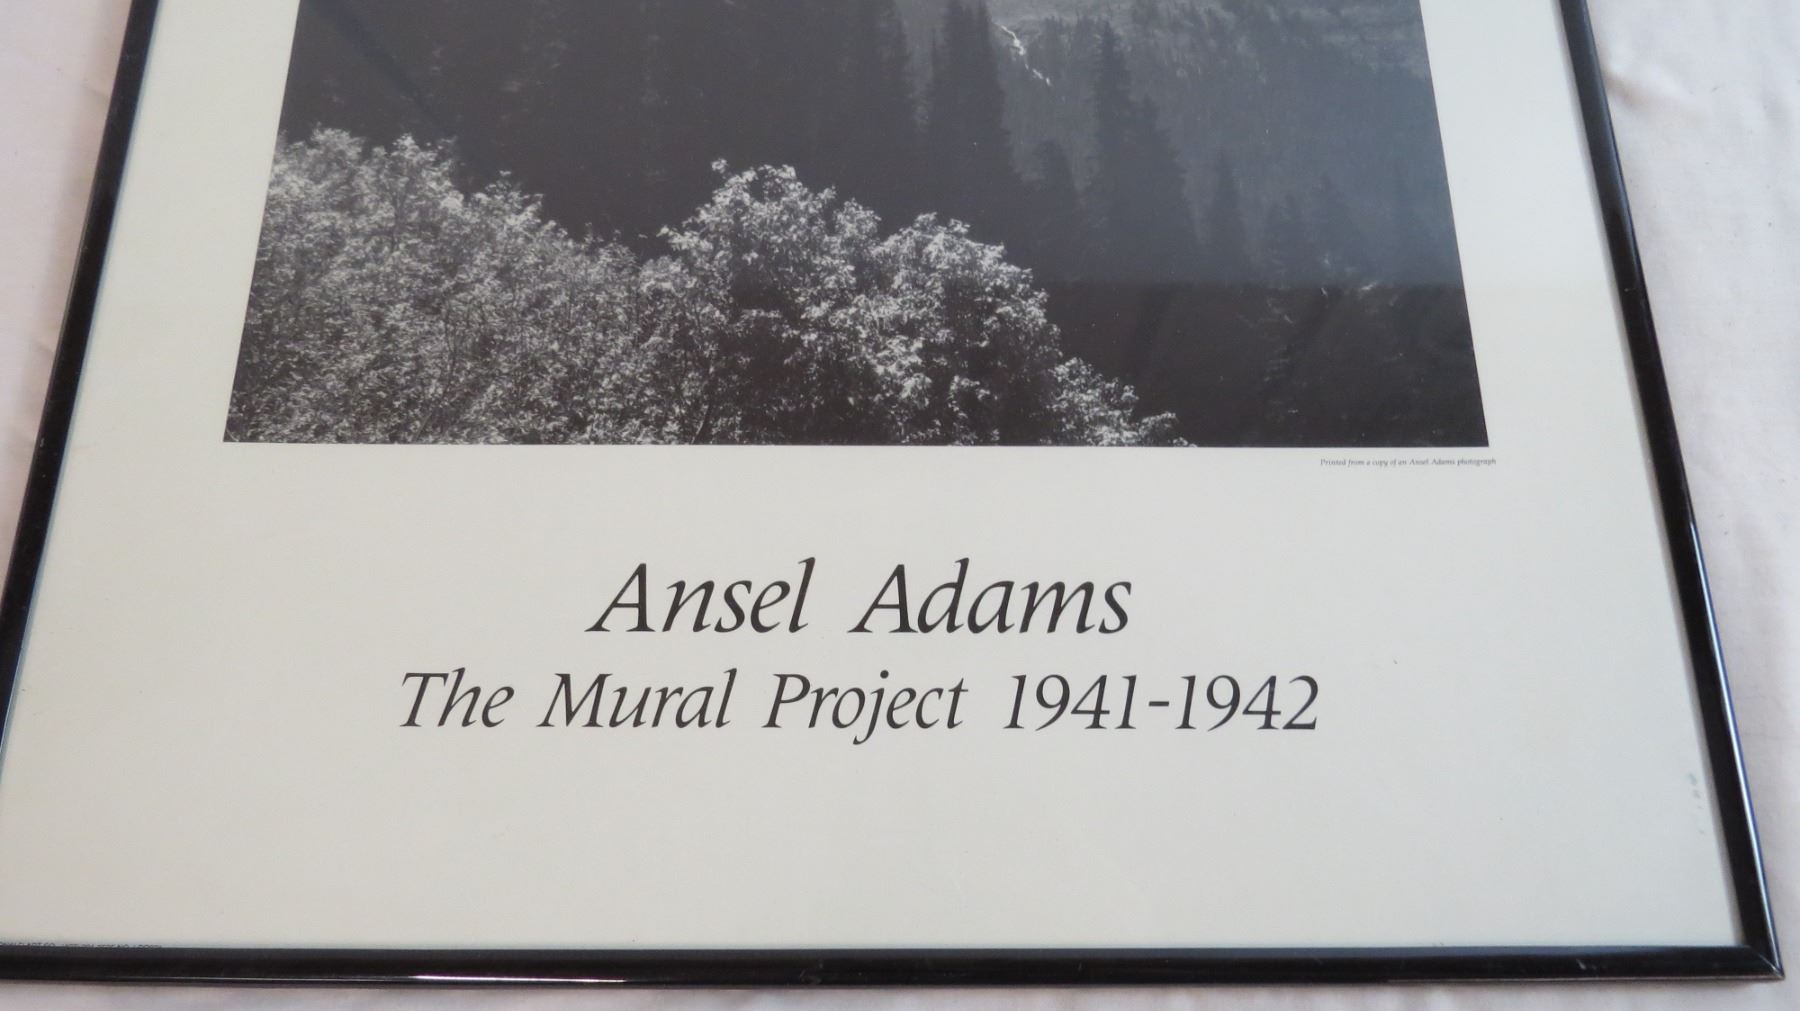 Printed from a copy of an Ansel Adams photograph
Ansel Adams
The Mural Project 1941-1942